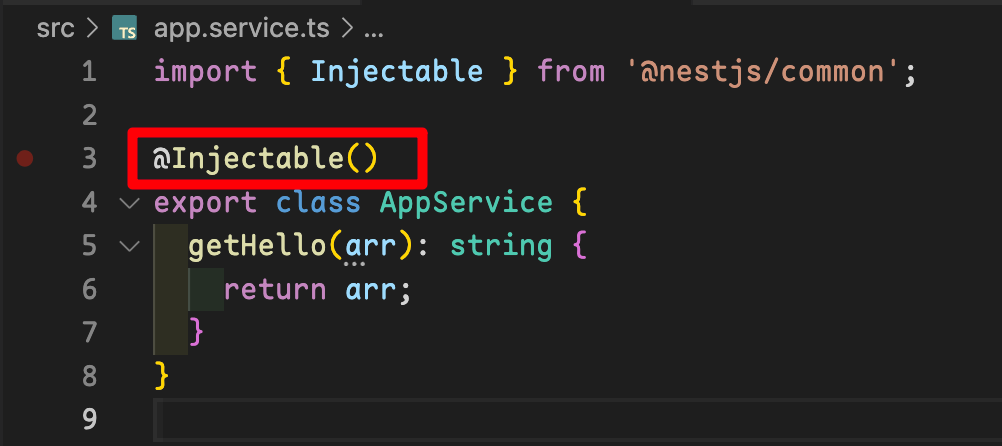 src > TS app.service.ts > ...
1 import { Injectable } from '@nestjs/common';
2
3 @Injectable()
4 export class AppService {
5 getHello(arr): string {
6 return arr;
7 }
8 }
9